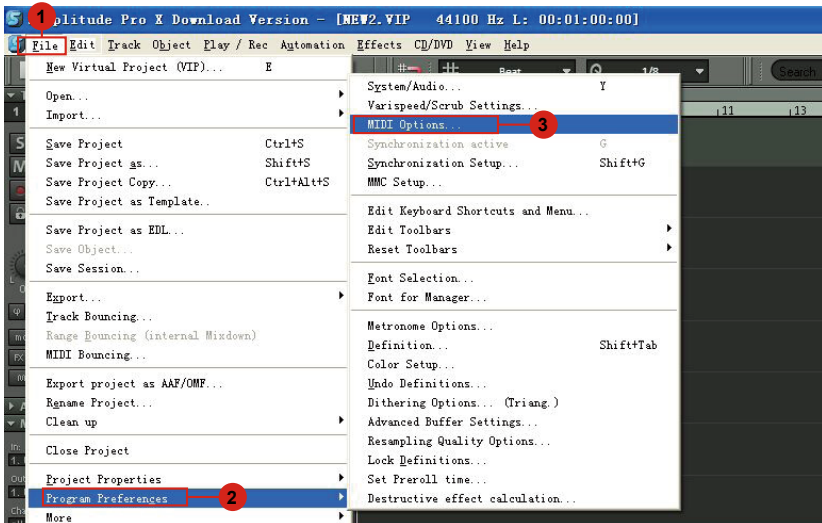 1
plitude Pro X Download Version - [NEW2.VIP 44100 Hz L: 00:01:00:00]
File Edit Track Object Play / Rec Automation Effects CD/DVD View Help
New Virtual Project (VIP)... E
Open...
Import...
Save Project Ctrl+S
Save Project as... Shift+S
Save Project Copy... Ctrl+Alt+S
Save Project as Template..
Save Project as EDL...
Save Object...
Save Session...
Export...
Track Bouncing...
Range Bouncing (internal Mixdown)
MIDI Bouncing...
Export project as AAF/OMF...
Rename Project...
Clean up
Close Project
Project Properties
Program Preferences 2
More
Beat 1/8 Search
System/Audio... Y
Varispeed/Scrub Settings...
MIDI Options... 3
Synchronization active G
Synchronization Setup... Shift+G
MMC Setup...
Edit Keyboard Shortcuts and Menu...
Edit Toolbars
Reset Toolbars
Font Selection...
Font for Manager...
Metronome Options...
Definition... Shift+Tab
Color Setup...
Undo Definitions...
Dithering Options... (Triang.)
Advanced Buffer Settings...
Resampling Quality Options...
Lock Definitions...
Set Preroll time...
Destructive effect calculation...
11 13
1
S
M
In:
Out
Cha